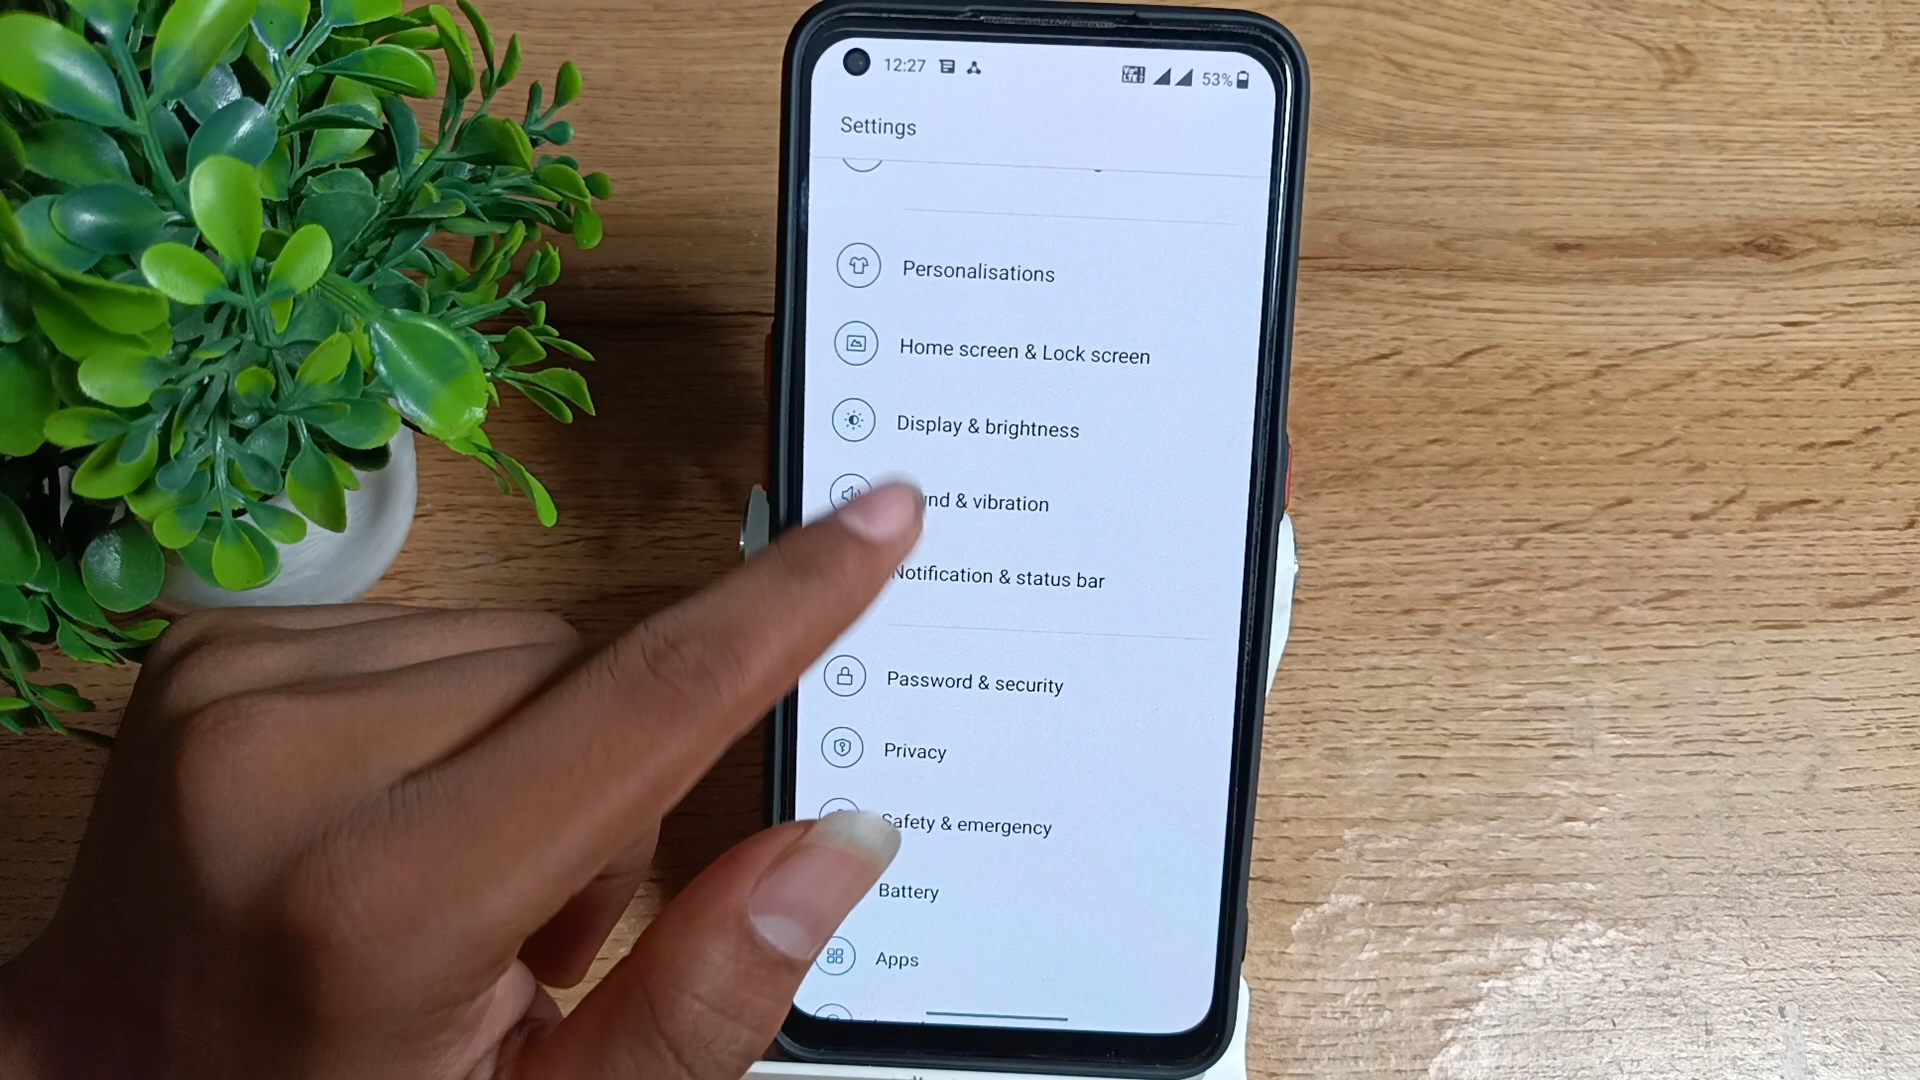 12:27
53%
Settings
Personalisations
Home screen & Lock screen
Display & brightness
nd & vibration
Notification & status bar
Password & security
Privacy
Safety & emergency
Battery
Apps